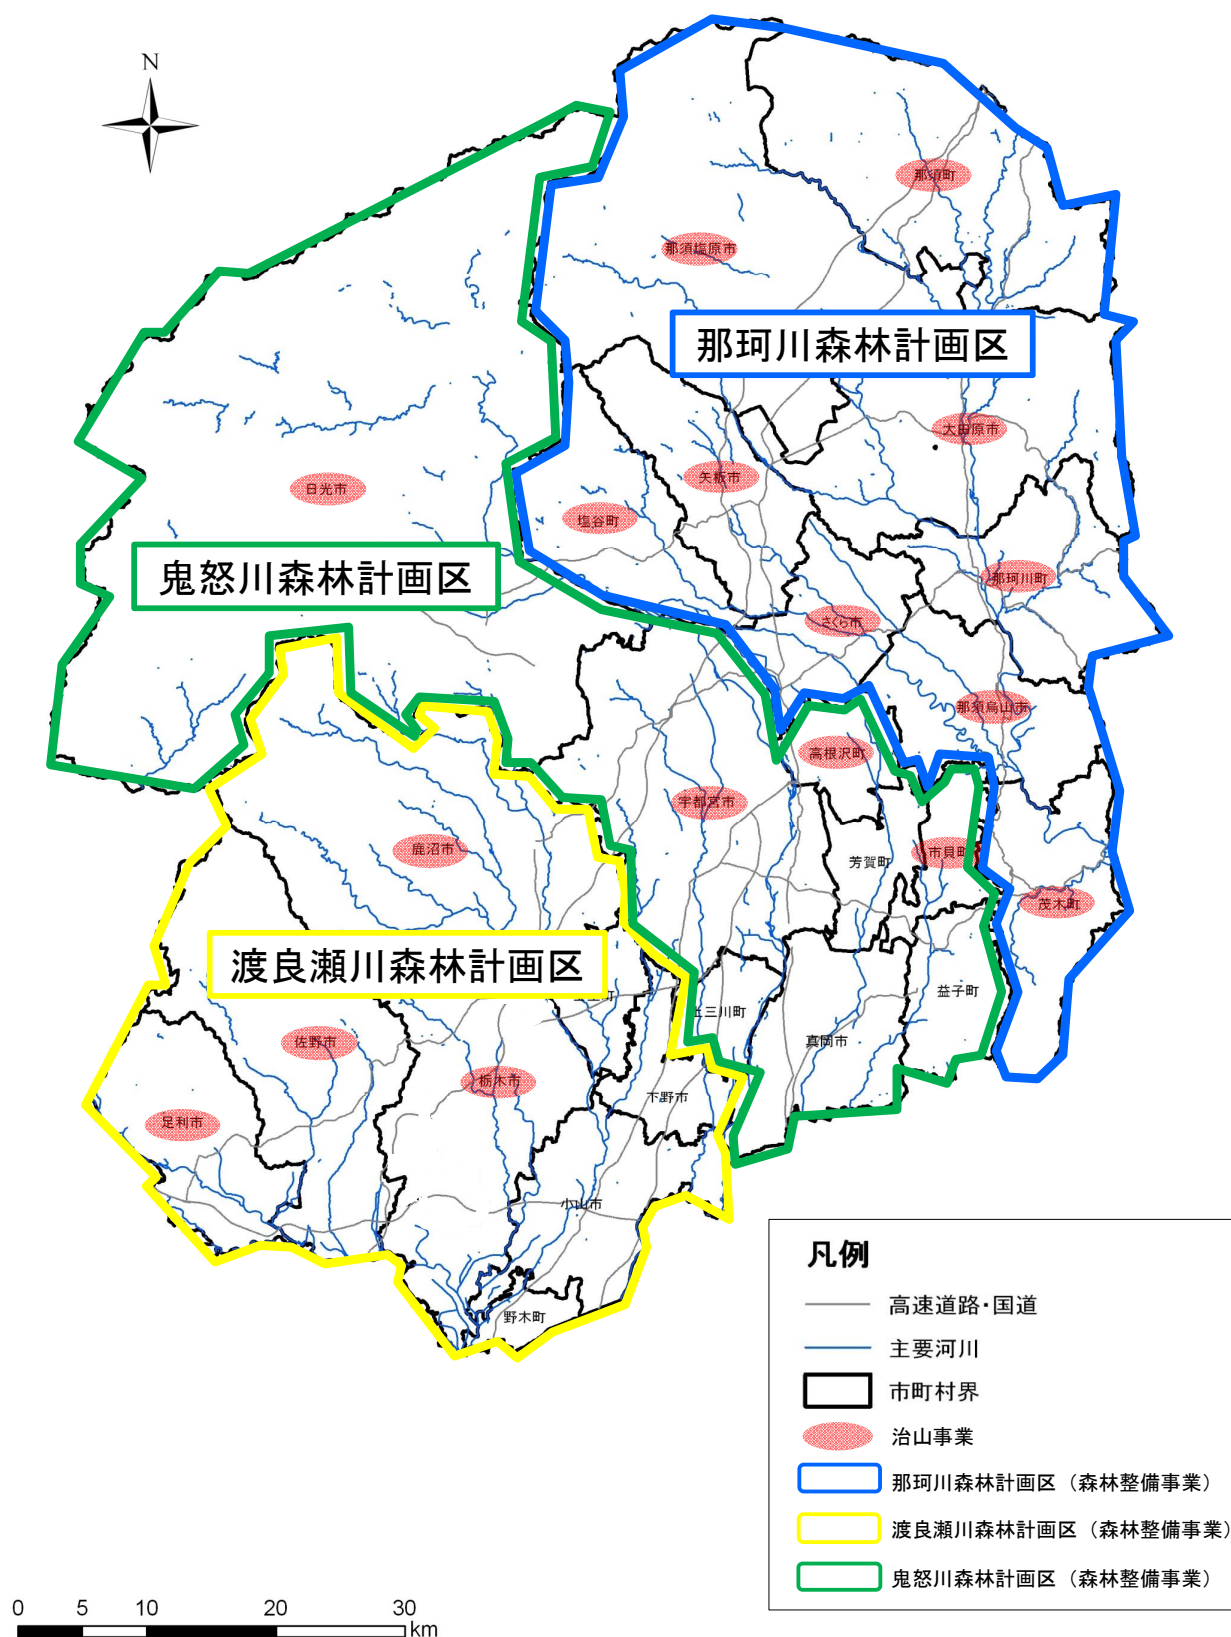 N
那須町
那須塩原市
那珂川森林計画区
大田原市
矢板市
日光市
塩谷町
鬼怒川森林計画区
那珂川町
さくら市
那須烏山市
高根沢町
宇都宮市
鹿沼市
芳賀町
市貝町
茂木町
渡良瀬川森林計画区
益子町
上三川町
佐野市
真岡市
栃木市
下野市
足利市
小山市
野木町
凡例
高速道路・国道
主要河川
市町村界
治山事業
那珂川森林計画区（森林整備事業）
渡良瀬川森林計画区（森林整備事業）
鬼怒川森林計画区（森林整備事業）
0 5 10 20 30
km